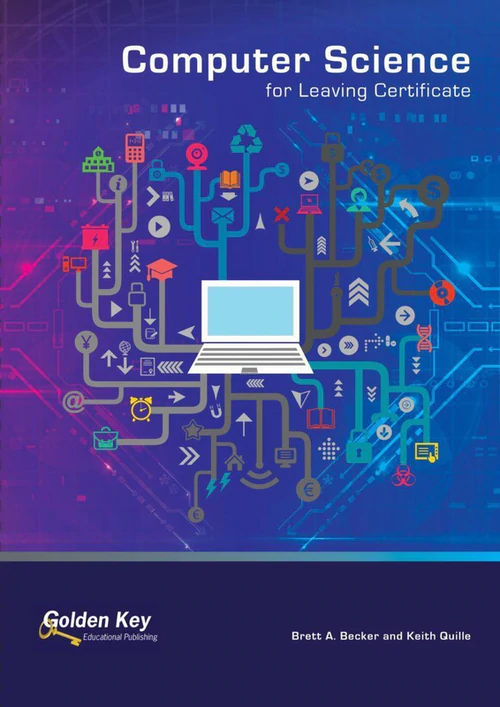 Computer Science
for Leaving Certificate
Golden Key
Educational Publishing
Brett A. Becker and Keith Quille